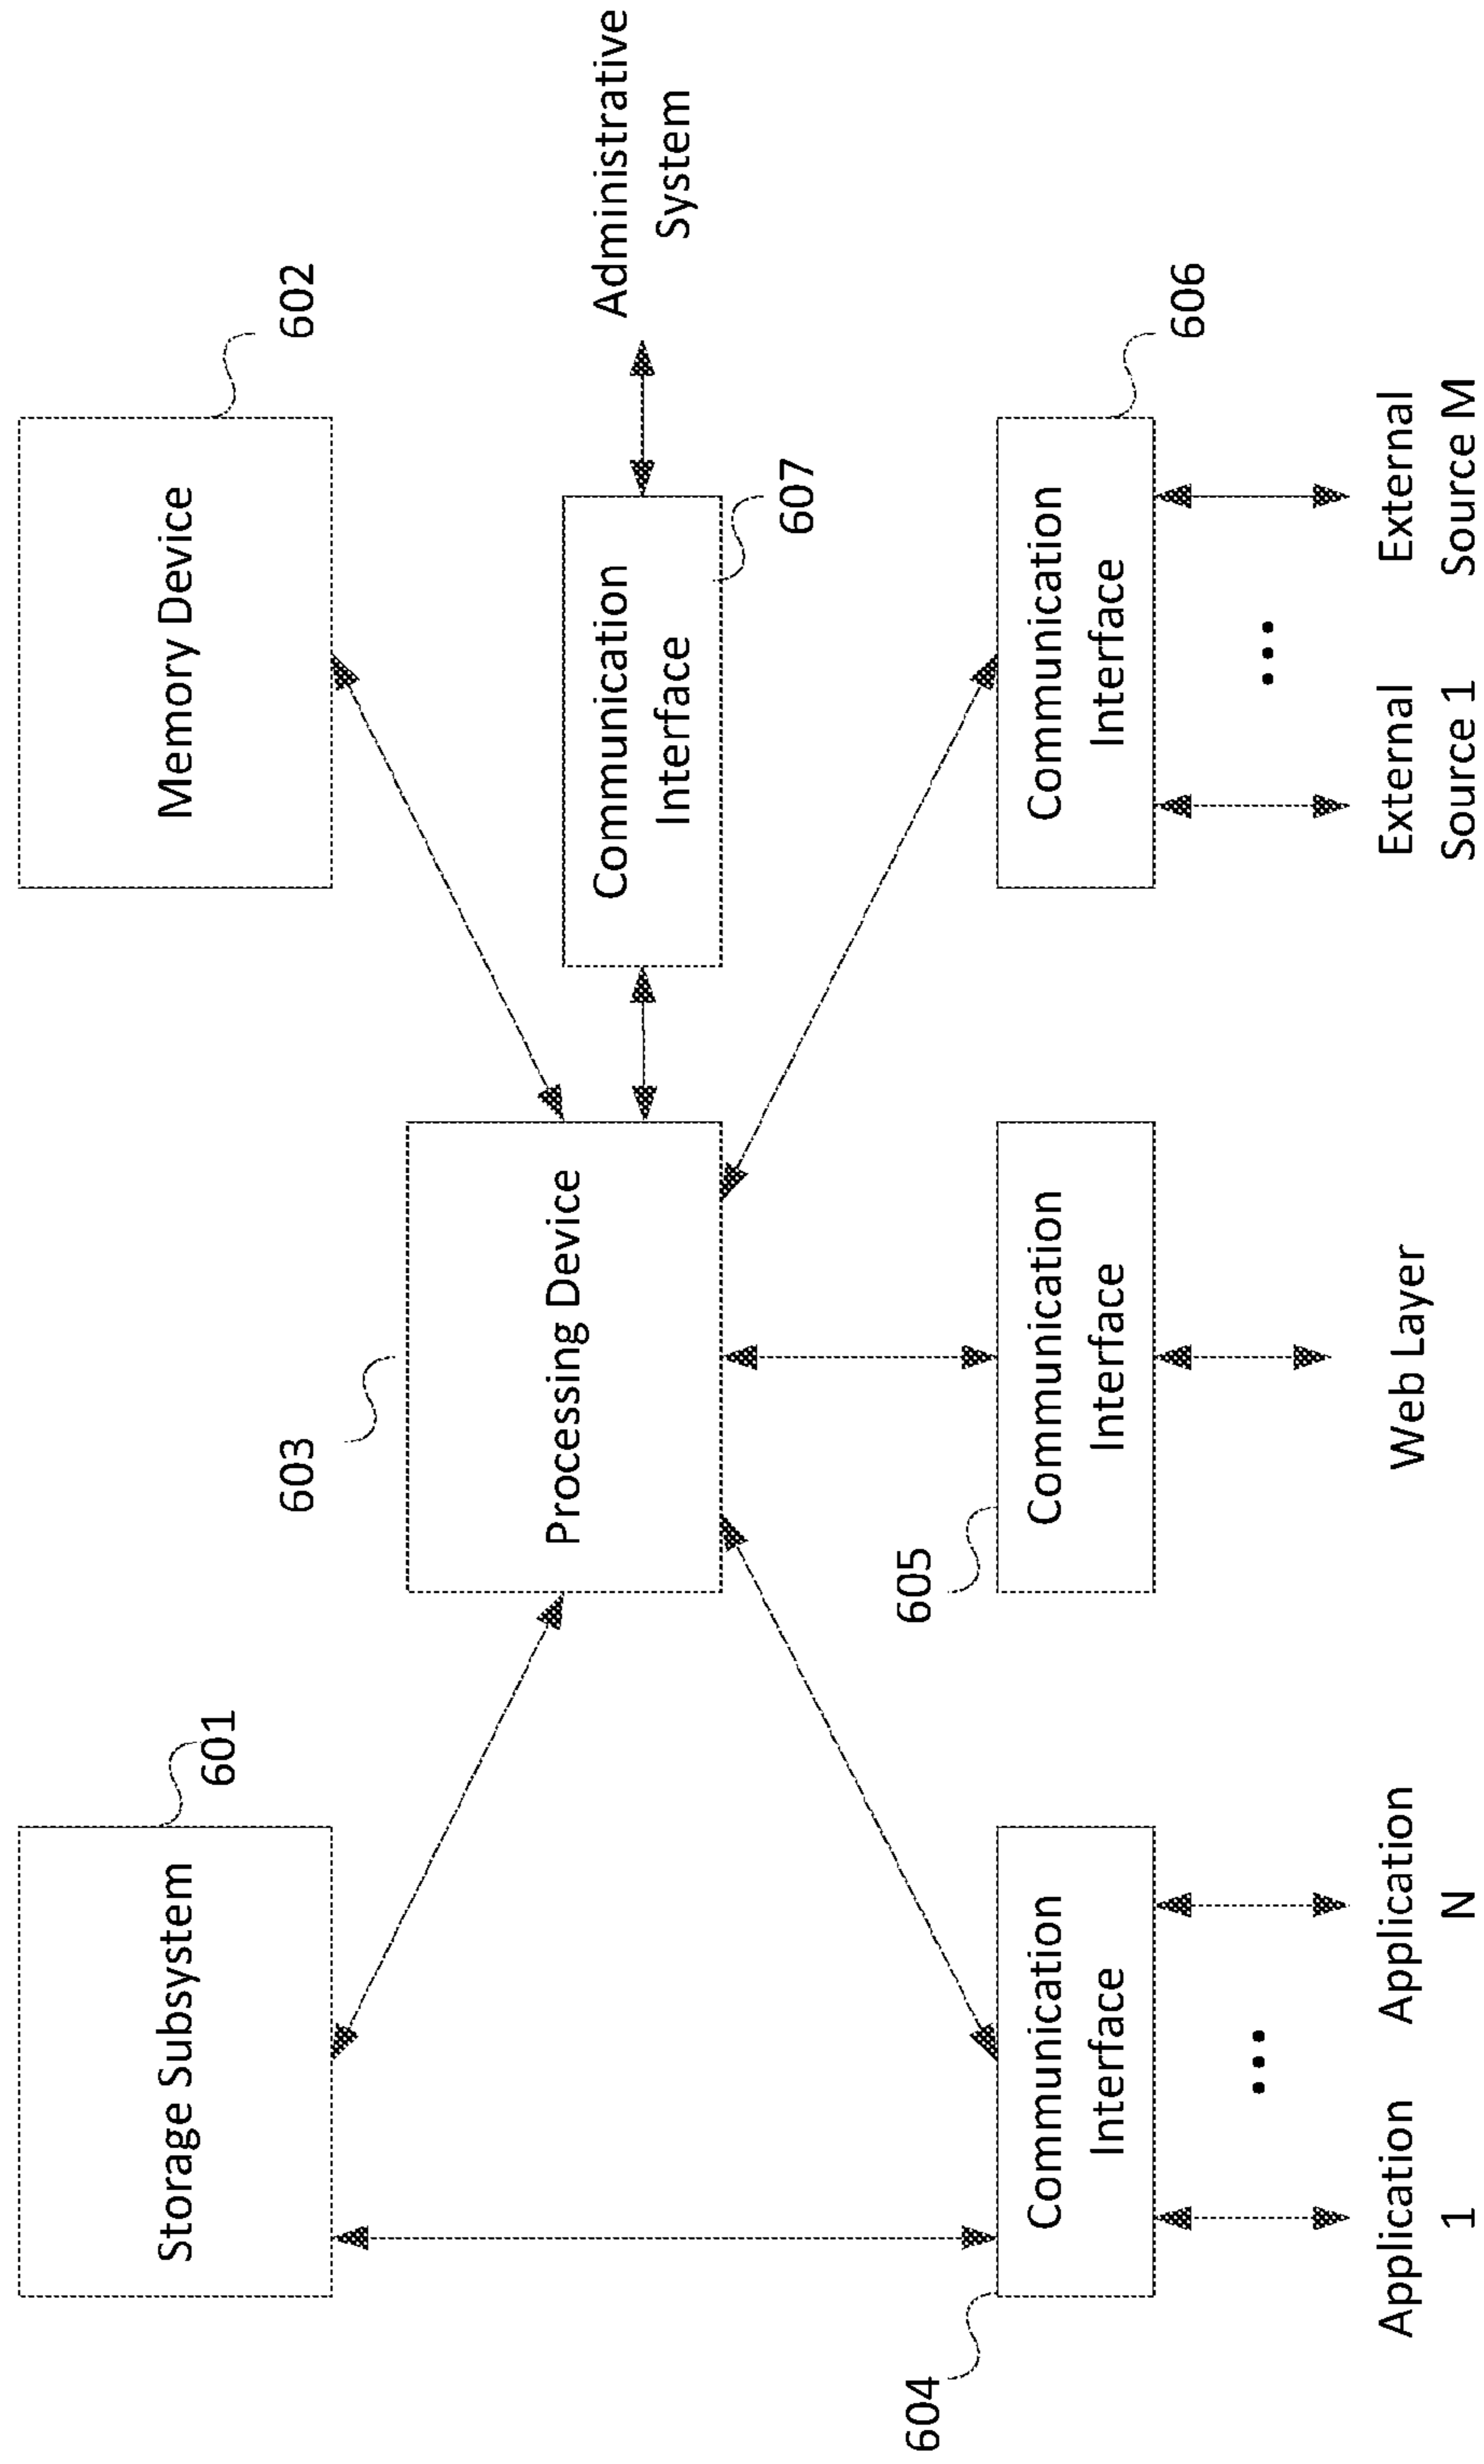 601
Storage Subsystem
602
Memory Device
603
Processing Device
Communication
Interface
607
Administrative
System
604
Communication
Interface
605
Communication
Interface
606
Communication
Interface
Application
1
...
Application
N
Web Layer
External
Source 1
...
External
Source M